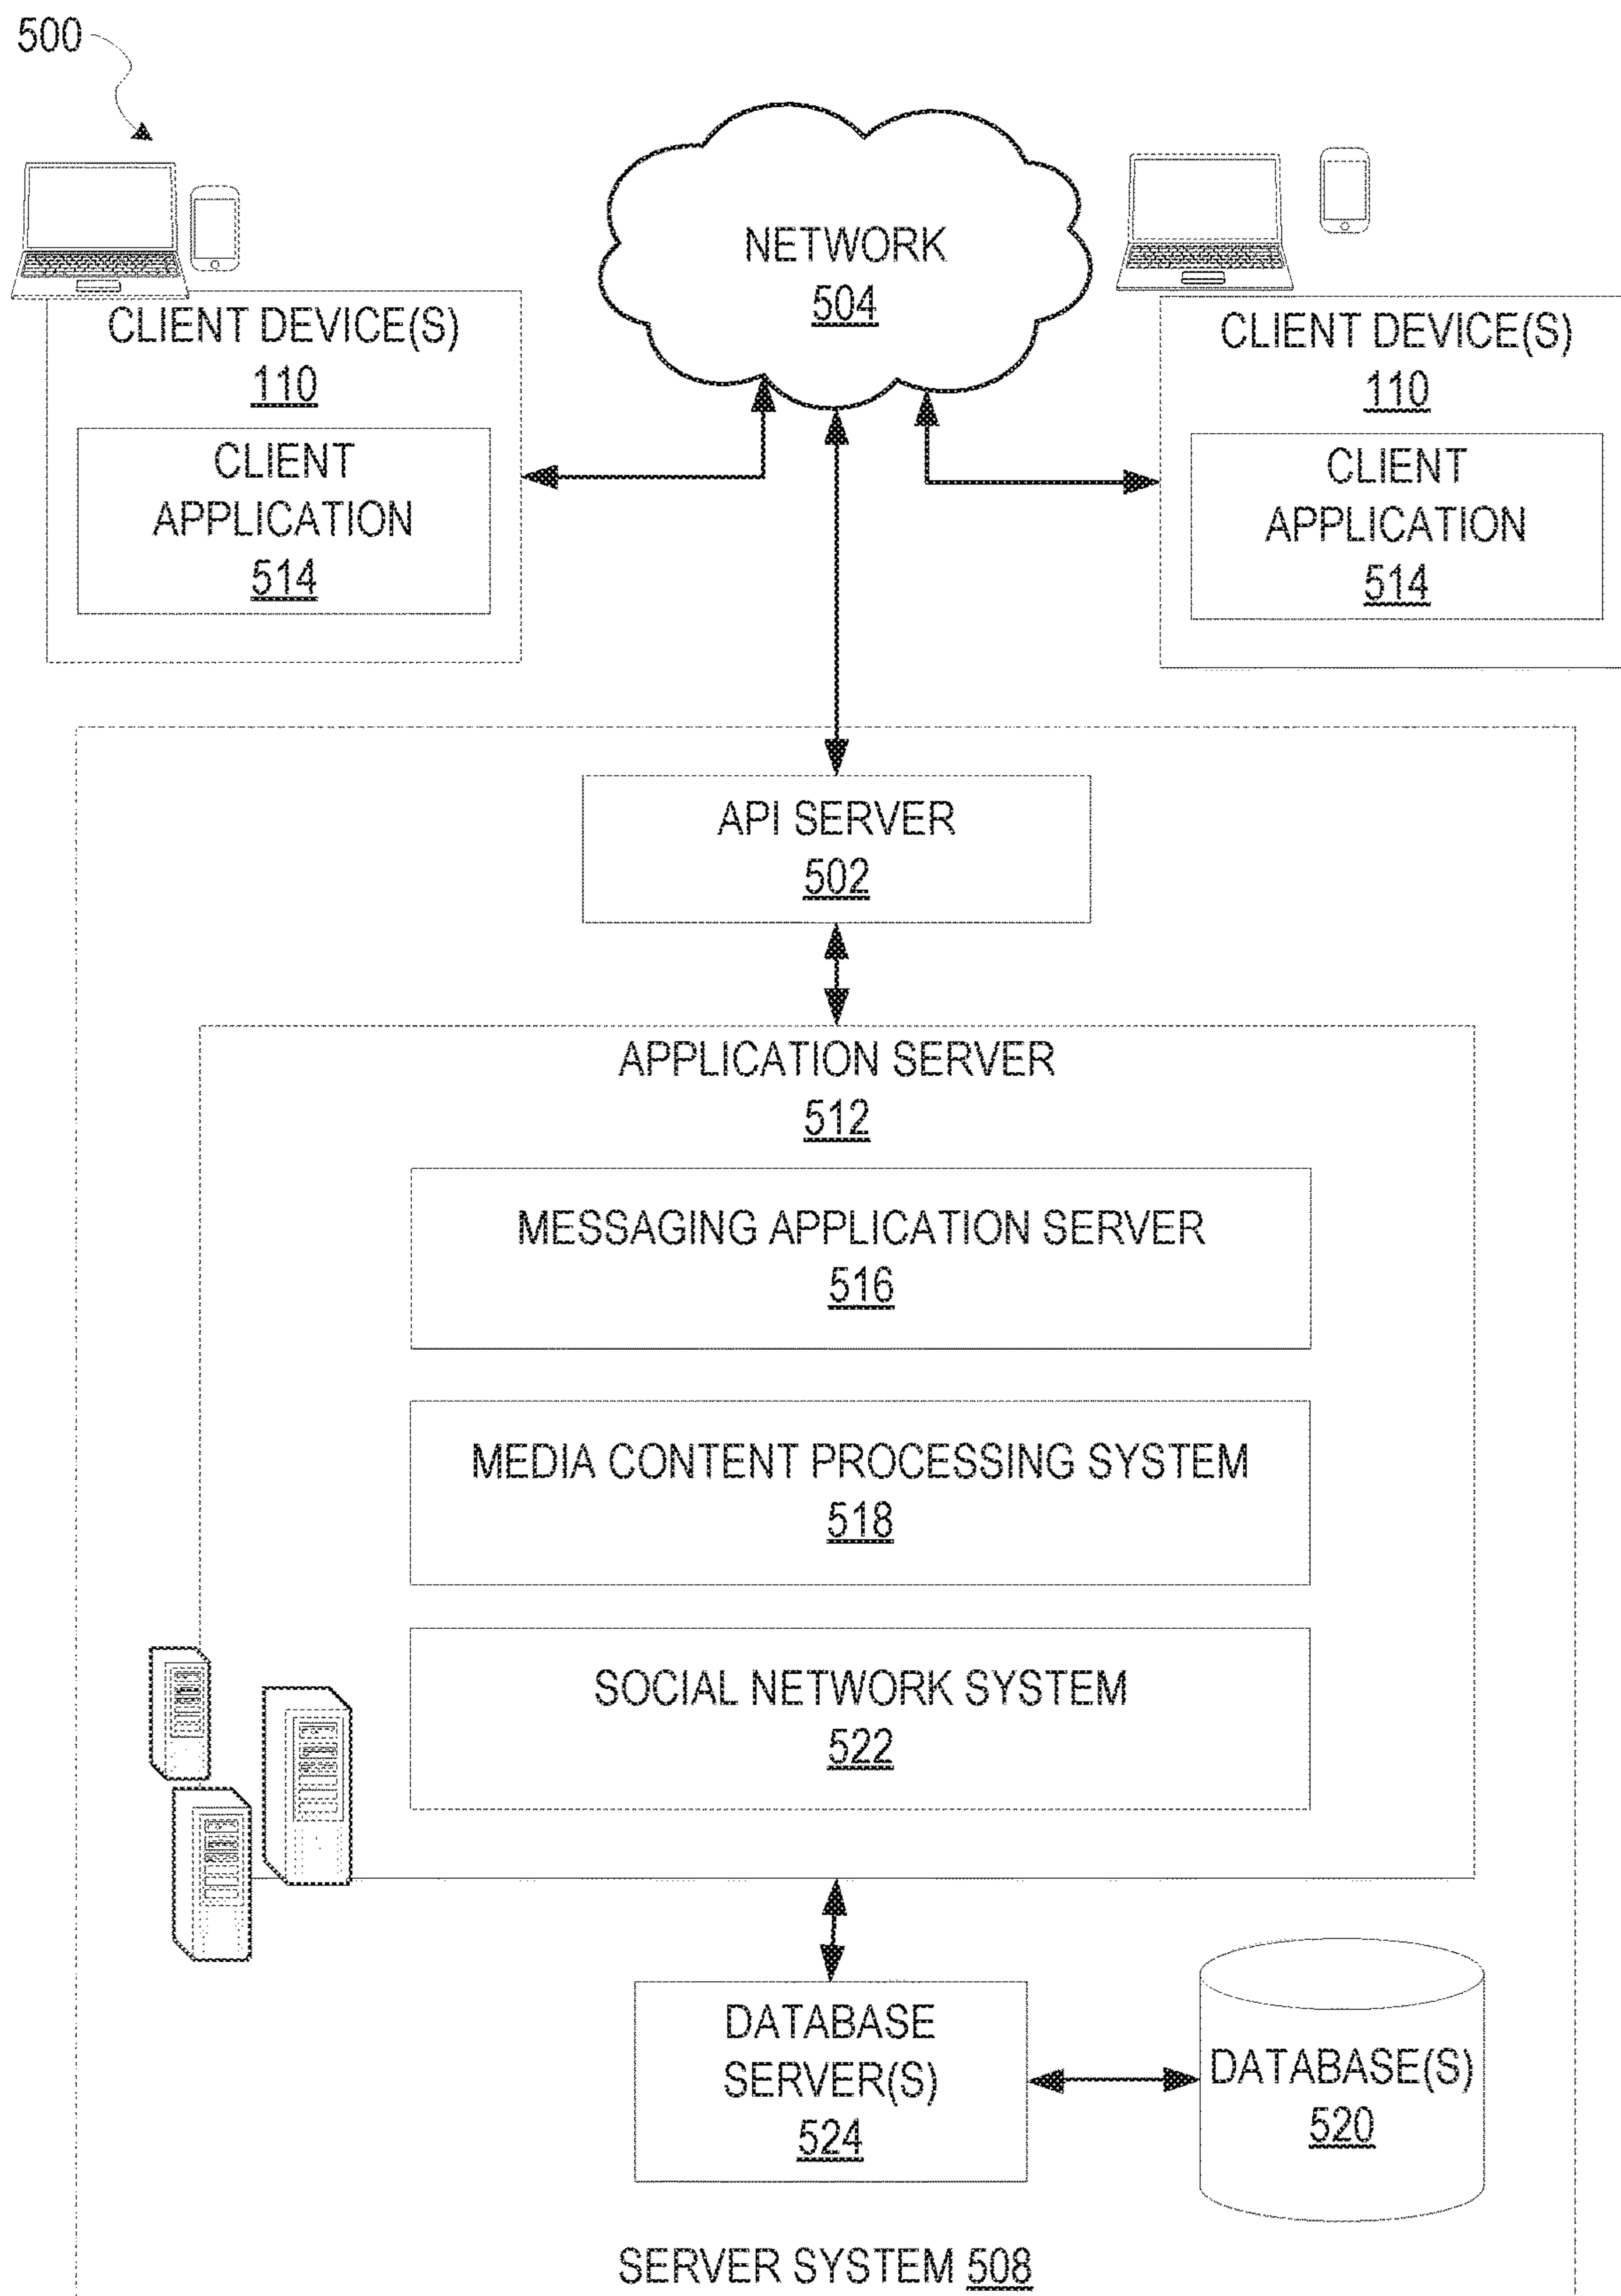 500
NETWORK
504
CLIENT DEVICE(S)
110
CLIENT
APPLICATION
514
CLIENT DEVICE(S)
110
CLIENT
APPLICATION
514
API SERVER
502
APPLICATION SERVER
512
MESSAGING APPLICATION SERVER
516
MEDIA CONTENT PROCESSING SYSTEM
518
SOCIAL NETWORK SYSTEM
522
DATABASE
SERVER(S)
524
DATABASE(S)
520
SERVER SYSTEM 508